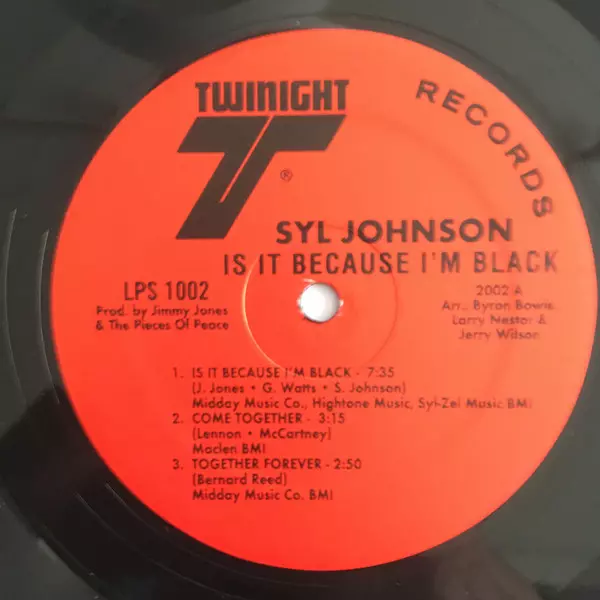 TWINIGHT
RECORDS
T
®
SYL JOHNSON
IS IT BECAUSE I'M BLACK
LPS 1002
Prod. by Jimmy Jones
& The Pieces Of Peace
2002 A
Arr. Byron Bowie
Larry Nestor &
Jerry Wilson
1. IS IT BECAUSE I'M BLACK - 7:35
(J. Jones • G. Watts • S. Johnson)
Midday Music Co., Hightone Music, Syl-Zel Music BMI
2. COME TOGETHER - 3:15
(Lennon • McCartney)
Maclen BMI
3. TOGETHER FOREVER - 2:50
(Bernard Reed)
Midday Music Co. BMI